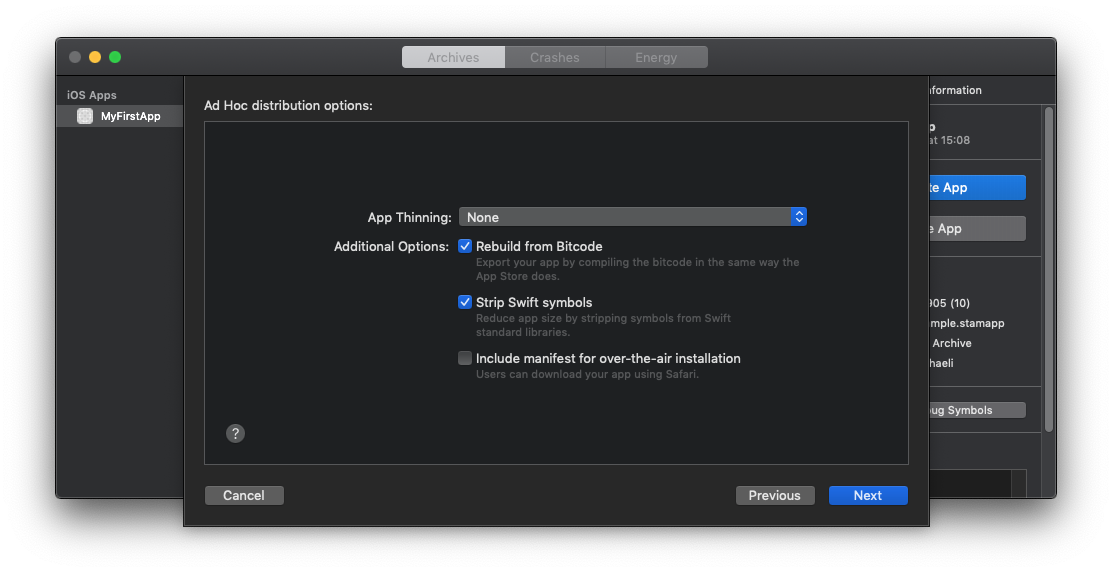 Archives
Crashes
Energy
iOS Apps
MyFirstApp
Ad Hoc distribution options:
App Thinning: None
Additional Options: Rebuild from Bitcode
Export your app by compiling the bitcode in the same way the
App Store does.
Strip Swift symbols
Reduce app size by stripping symbols from Swift
standard libraries.
Include manifest for over-the-air installation
Users can download your app using Safari.
?
Cancel
Previous
Next
nformation
p
at 15:08
te App
e App
905 (10)
mple.stamapp
Archive
haeli
ug Symbols